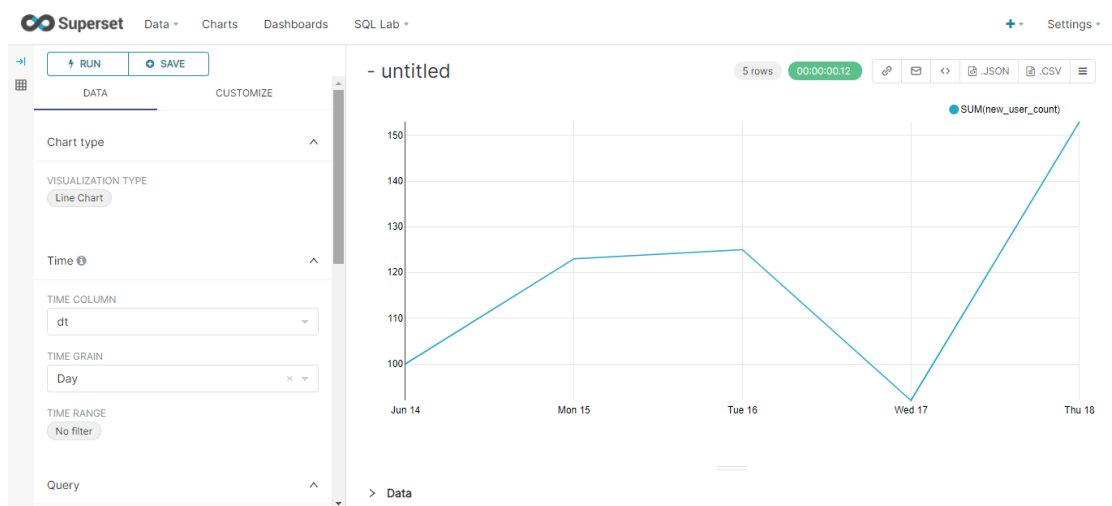 Superset Data Charts Dashboards SQL Lab + Settings
RUN SAVE
DATA CUSTOMIZE
Chart type
VISUALIZATION TYPE
Line Chart
Time
TIME COLUMN
dt
TIME GRAIN
Day
TIME RANGE
No filter
Query
- untitled
5 rows 00:00:00.12 .JSON .CSV
SUM(new_user_count)
150
140
130
120
110
100
Jun 14 Mon 15 Tue 16 Wed 17 Thu 18
Data